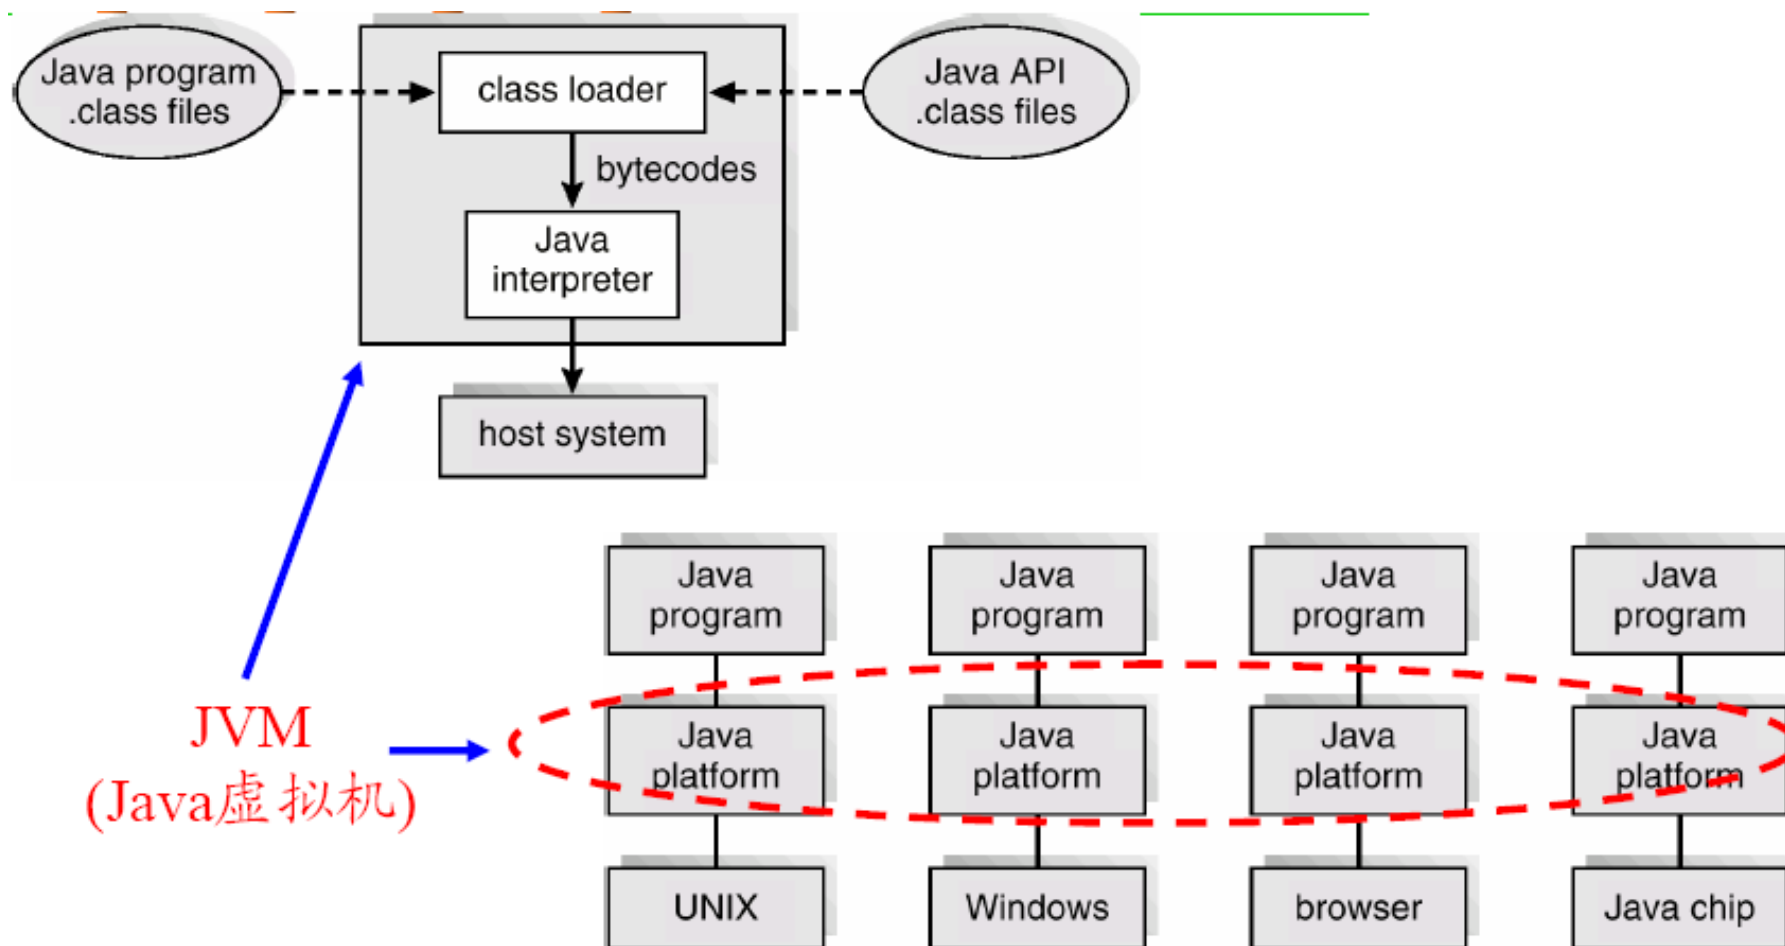 Java program
.class files
class loader
Java API
.class files
bytecodes
Java
interpreter
host system
JVM
(Java虚拟机)
Java
program
Java
program
Java
program
Java
program
Java
platform
Java
platform
Java
platform
Java
platform
UNIX
Windows
browser
Java chip